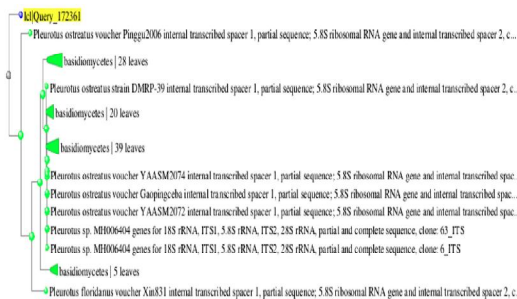 lcl|Query_172361
Pleurotus ostreatus voucher Pinggu2006 internal transcribed spacer 1, partial sequence; 5.8S ribosomal RNA gene and internal transcribed spacer 2, c...
basidiomycetes | 28 leaves
Pleurotus ostreatus strain DMRP-39 internal transcribed spacer 1, partial sequence; 5.8S ribosomal RNA gene and internal transcribed spacer 2, c...
basidiomycetes | 20 leaves
basidiomycetes | 39 leaves
Pleurotus ostreatus voucher YAASM2074 internal transcribed spacer 1, partial sequence; 5.8S ribosomal RNA gene and internal transcribed spac...
Pleurotus ostreatus voucher Gaopingceba internal transcribed spacer 1, partial sequence; 5.8S ribosomal RNA gene and internal transcribed spac...
Pleurotus ostreatus voucher YAASM2072 internal transcribed spacer 1, partial sequence; 5.8S ribosomal RNA gene and internal transcribed spac...
Pleurotus sp. MH006404 genes for 18S rRNA, ITS1, 5.8S rRNA, ITS2, 28S rRNA, partial and complete sequence, clone: 63_ITS
Pleurotus sp. MH006404 genes for 18S rRNA, ITS1, 5.8S rRNA, ITS2, 28S rRNA, partial and complete sequence, clone: 6_ITS
basidiomycetes | 5 leaves
Pleurotus floridanus voucher Xin831 internal transcribed spacer 1, partial sequence; 5.8S ribosomal RNA gene and internal transcribed spacer 2, c...